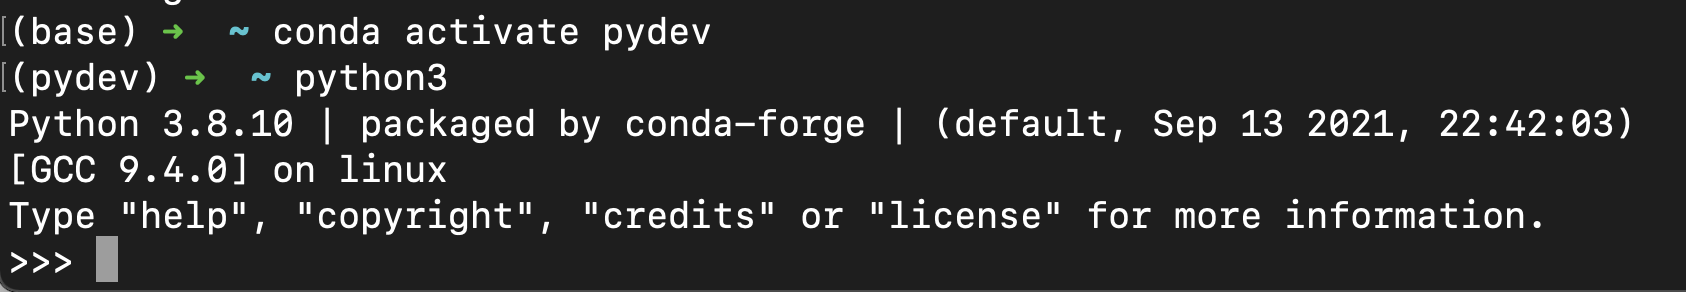 (base) ➜  ~ conda activate pydev
(pydev) ➜  ~ python3
Python 3.8.10 | packaged by conda-forge | (default, Sep 13 2021, 22:42:03)
[GCC 9.4.0] on linux
Type "help", "copyright", "credits" or "license" for more information.
>>>